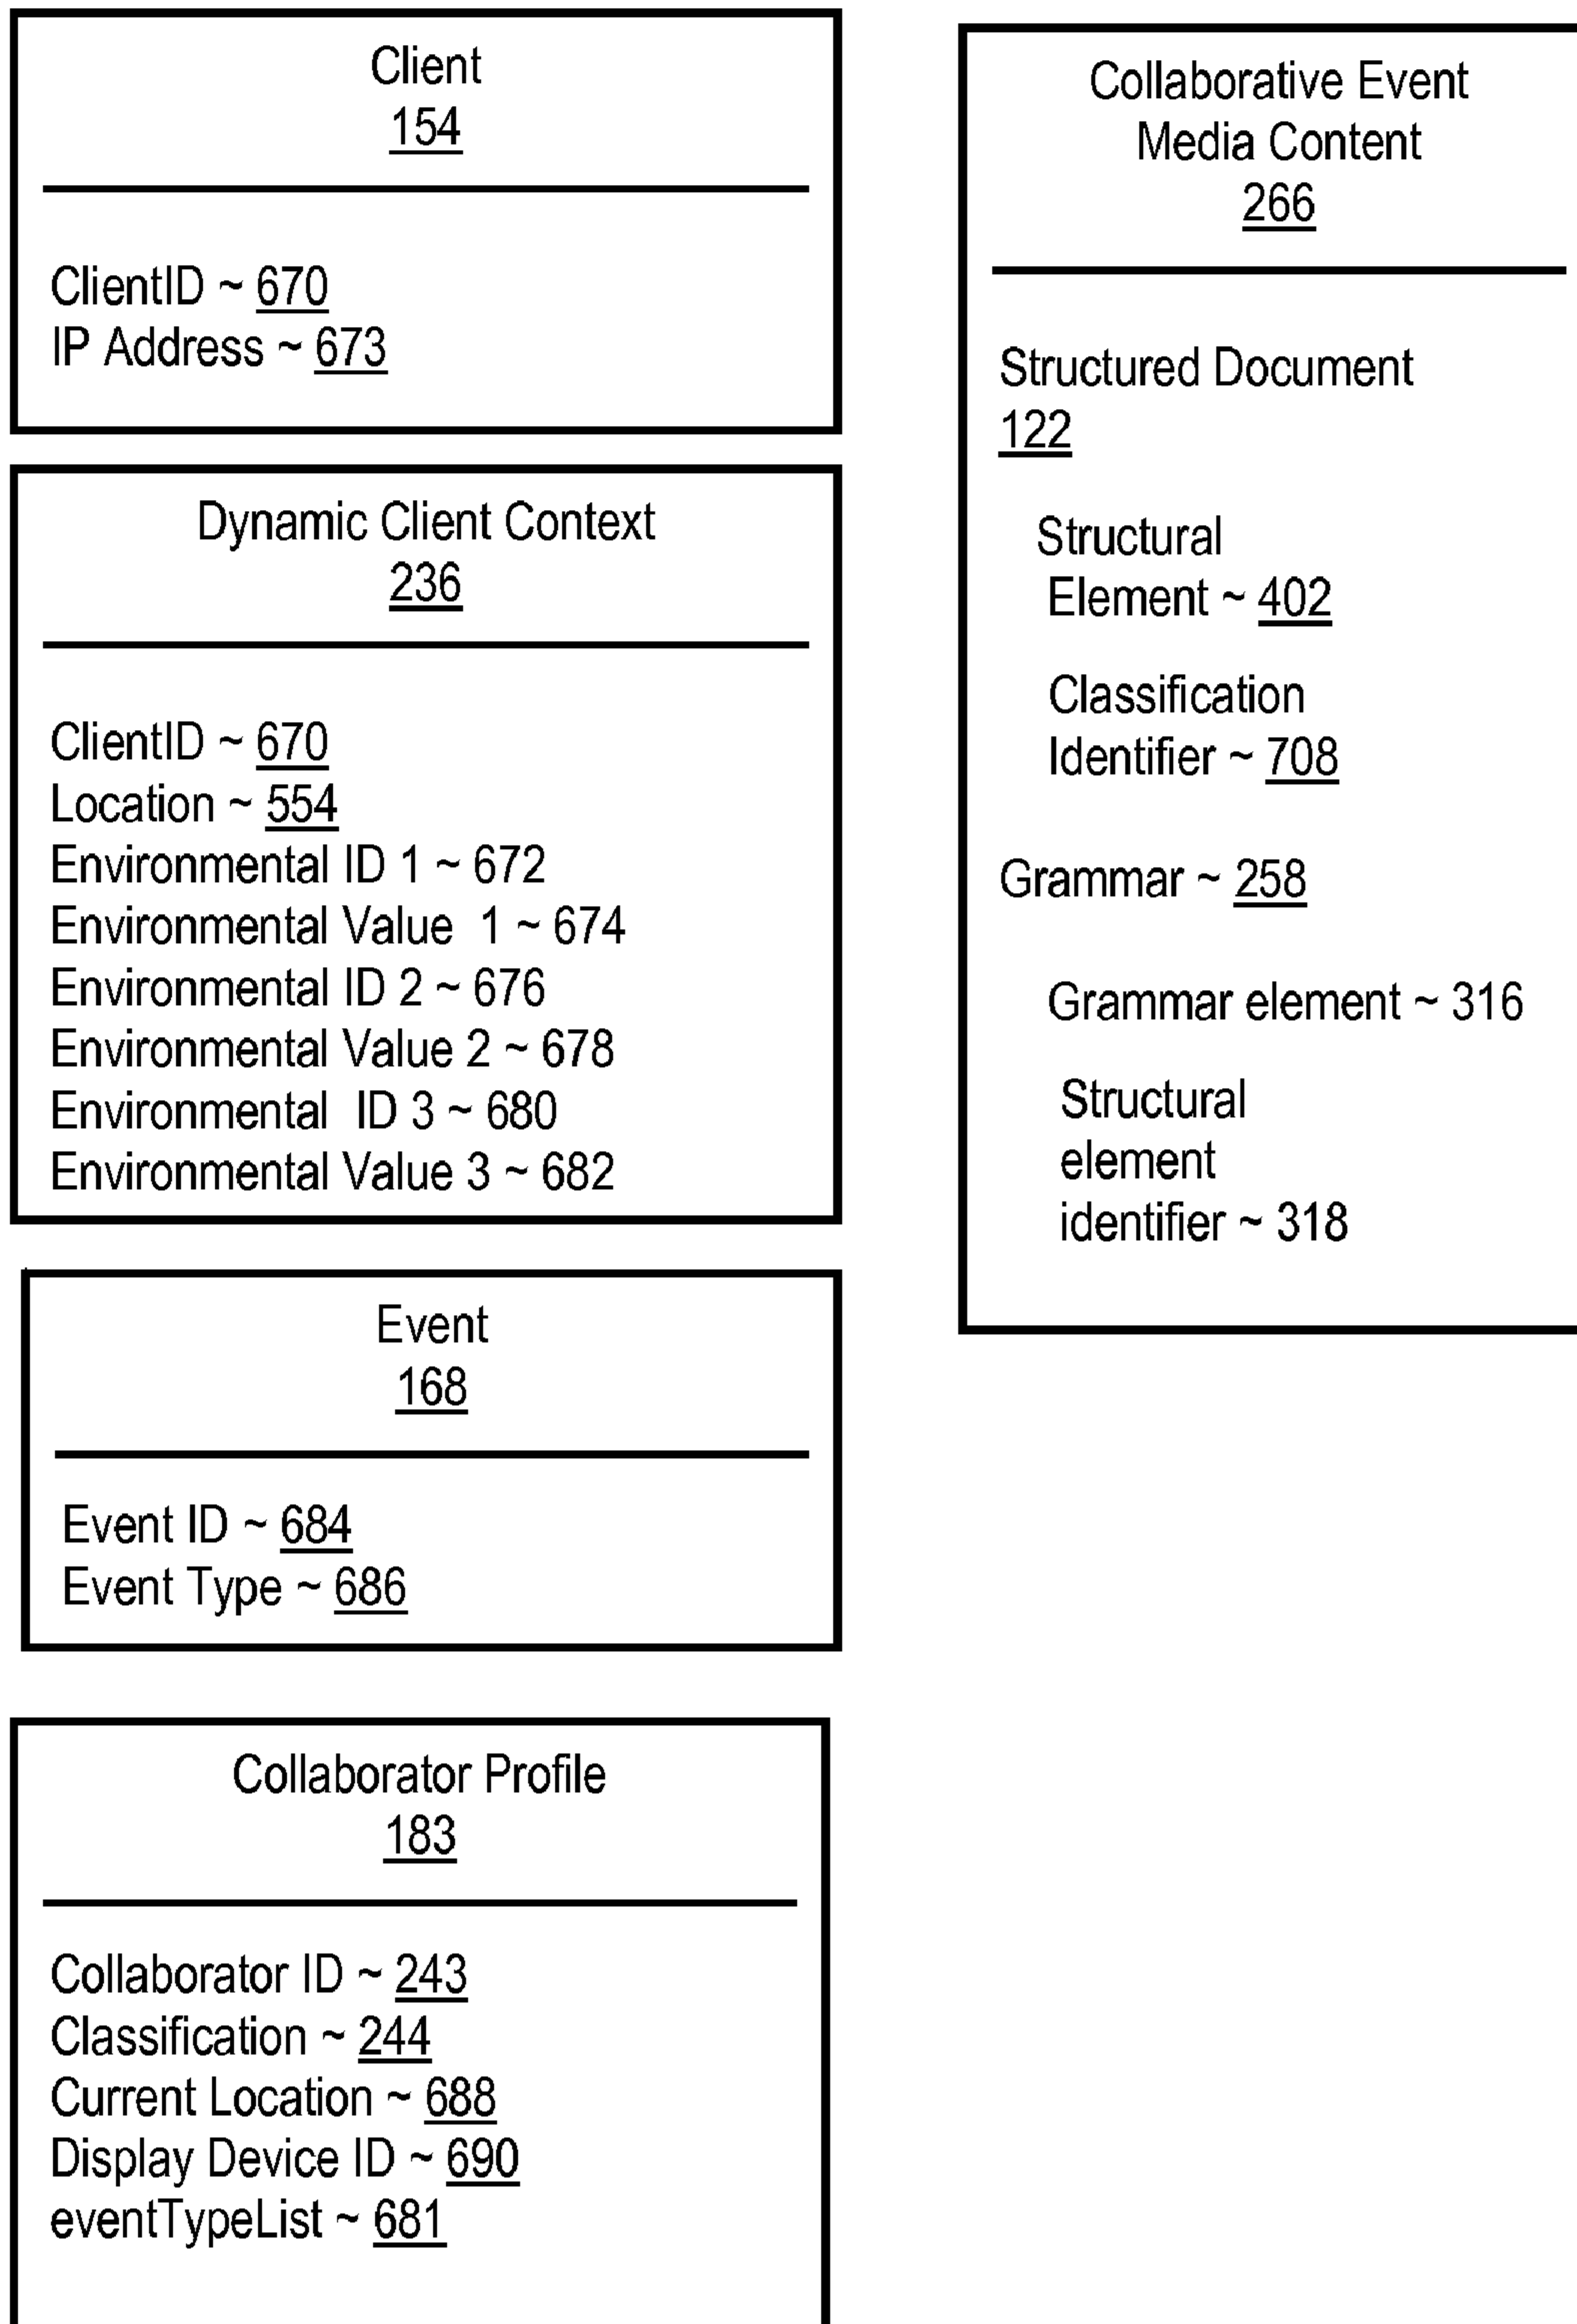 Client
154
ClientID ~ 670
IP Address ~ 673
Dynamic Client Context
236
ClientID ~ 670
Location ~ 554
Environmental ID 1 ~ 672
Environmental Value 1 ~ 674
Environmental ID 2 ~ 676
Environmental Value 2 ~ 678
Environmental ID 3 ~ 680
Environmental Value 3 ~ 682
Event
168
Event ID ~ 684
Event Type ~ 686
Collaborator Profile
183
Collaborator ID ~ 243
Classification ~ 244
Current Location ~ 688
Display Device ID ~ 690
eventTypeList ~ 681
Collaborative Event
Media Content
266
Structured Document
122
Structural
Element ~ 402
Classification
Identifier ~ 708
Grammar ~ 258
Grammar element ~ 316
Structural
element
identifier ~ 318